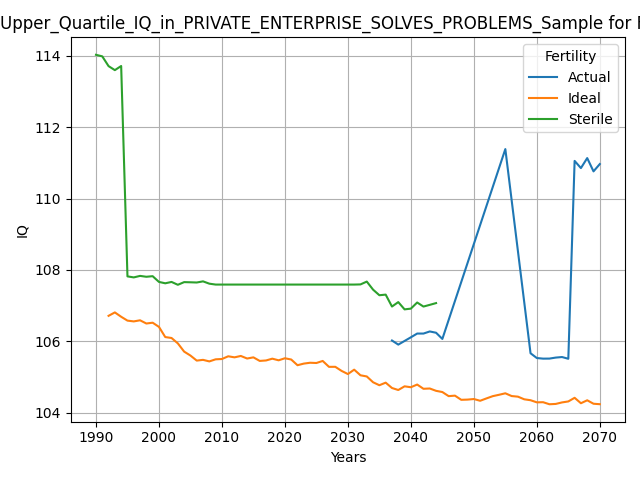 Upper_Quartile_IQ_in_PRIVATE_ENTERPRISE_SOLVES_PROBLEMS_Sample for
Fertility
Actual
Ideal
Sterile
114
112
110
108
106
104
IQ
1990 2000 2010 2020 2030 2040 2050 2060 2070
Years